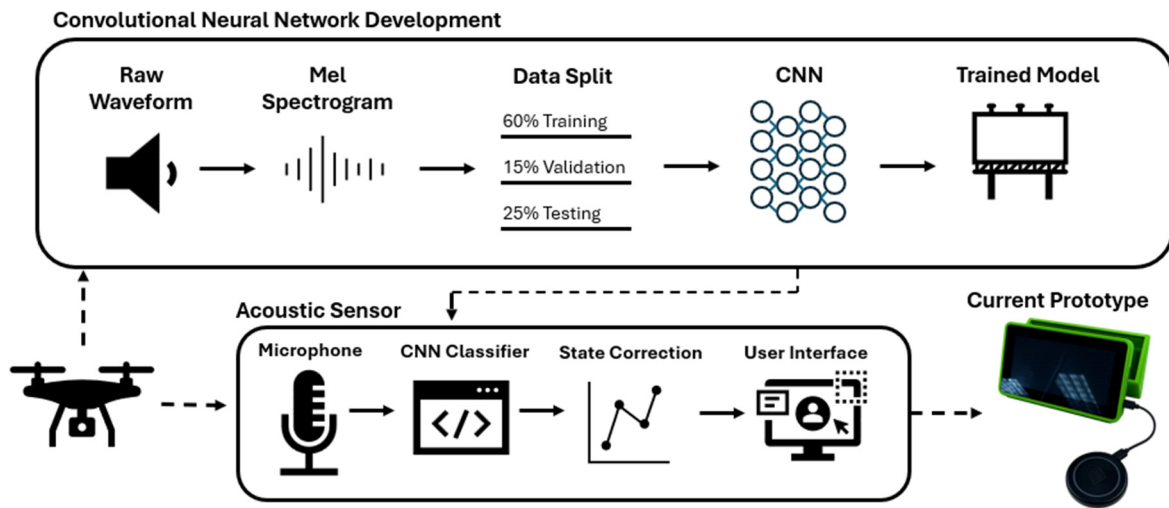 Convolutional Neural Network Development
Raw
Waveform
Mel
Spectrogram
Data Split
60% Training
15% Validation
25% Testing
CNN
Trained Model
Acoustic Sensor
Microphone
CNN Classifier
</>
State Correction
User Interface
Current Prototype